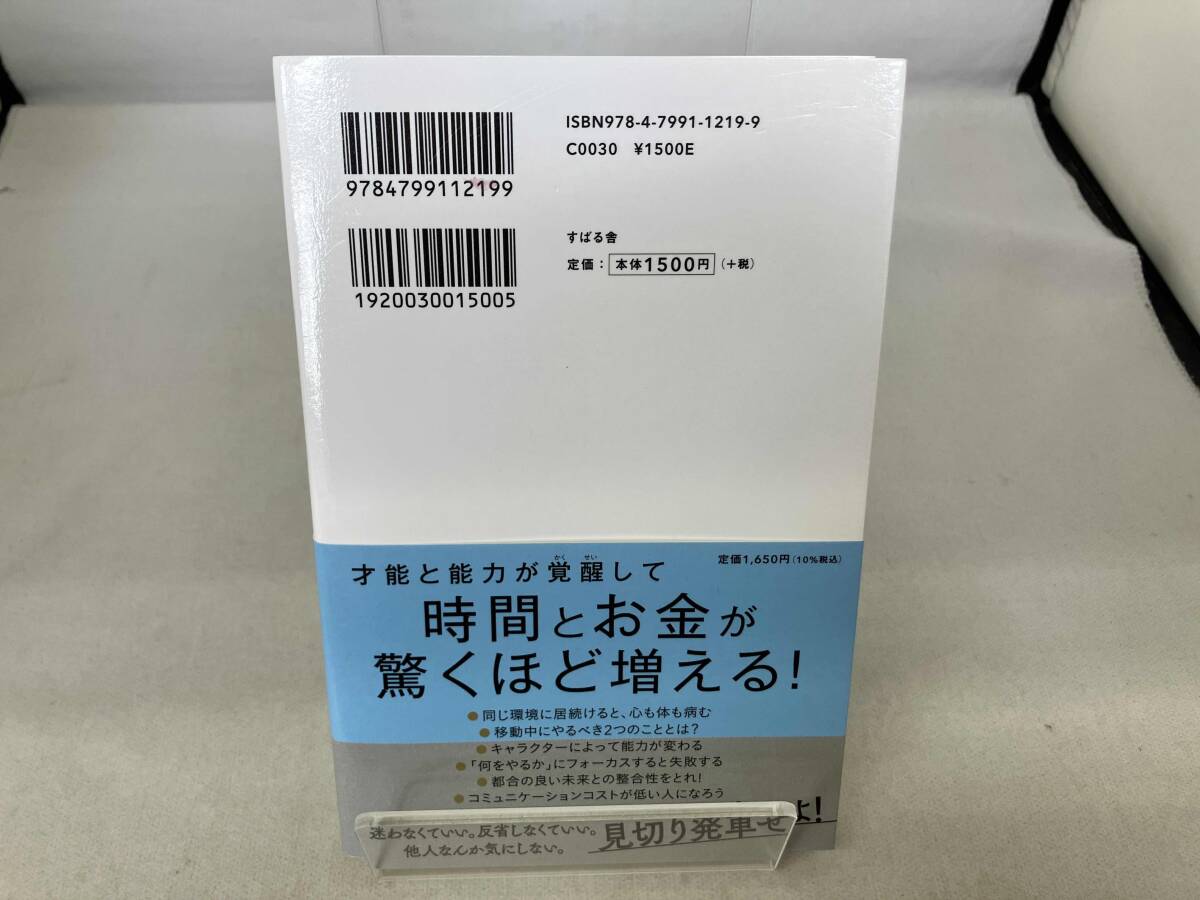 ISBN978-4-7991-1219-9
C0030 ¥1500E
9784799112199
すばる舎
定価：本体1500円（+税）
1920030015005
定価1,650円（10%税込）
かく せい
才能と能力が覚醒して
時間とお金が
驚くほど増える！
●同じ環境に居続けると、心も体も病む
●移動中にやるべき2つのこととは？
●キャラクターによって能力が変わる
●「何をやるか」にフォーカスすると失敗する
●都合の良い未来との整合性をとれ！
●コミュニケーションコストが低い人になろう
迷わなくていい。反省しなくていい。
他人なんか気にしない。
見切り発車せよ！